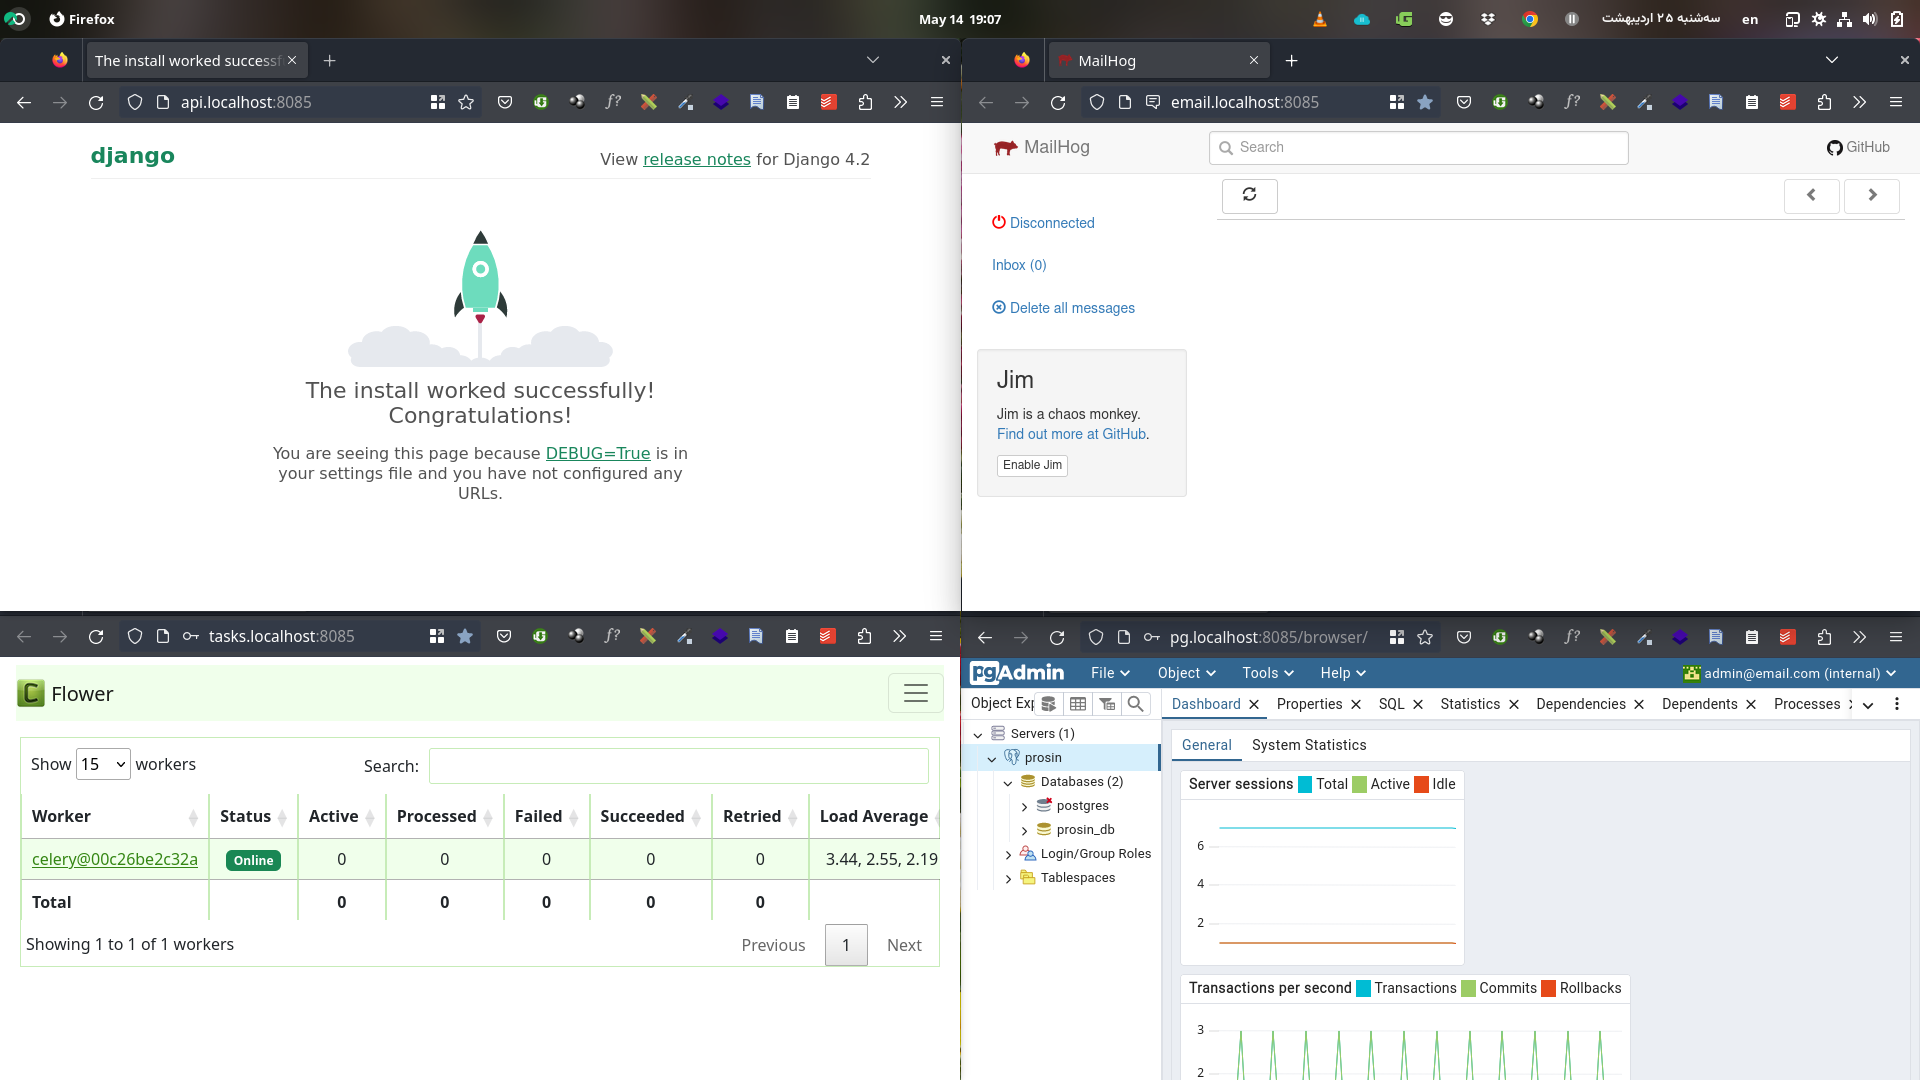 Firefox
May 14 19:07
سه‌شنبه ۲۵ اردیبهشت
en
The install worked successf
api.localhost:8085
django
View release notes for Django 4.2
The install worked successfully!
Congratulations!
You are seeing this page because DEBUG=True is in
your settings file and you have not configured any
URLs.
MailHog
email.localhost:8085
MailHog
Search
GitHub
Disconnected
Inbox (0)
Delete all messages
Jim
Jim is a chaos monkey.
Find out more at GitHub.
Enable Jim
tasks.localhost:8085
Flower
Show 15 workers
Search:
Worker Status Active Processed Failed Succeeded Retried Load Average
celery@00c26be2c32a Online 0 0 0 0 0 3.44, 2.55, 2.19
Total 0 0 0 0 0
Showing 1 to 1 of 1 workers
Previous 1 Next
pg.localhost:8085/browser/
pgAdmin File Object Tools Help admin@email.com (internal)
Object Exp
Dashboard Properties SQL Statistics Dependencies Dependents Processes
Servers (1)
prosin
Databases (2)
postgres
prosin_db
Login/Group Roles
Tablespaces
General System Statistics
Server sessions Total Active Idle
6
4
2
Transactions per second Transactions Commits Rollbacks
3
2